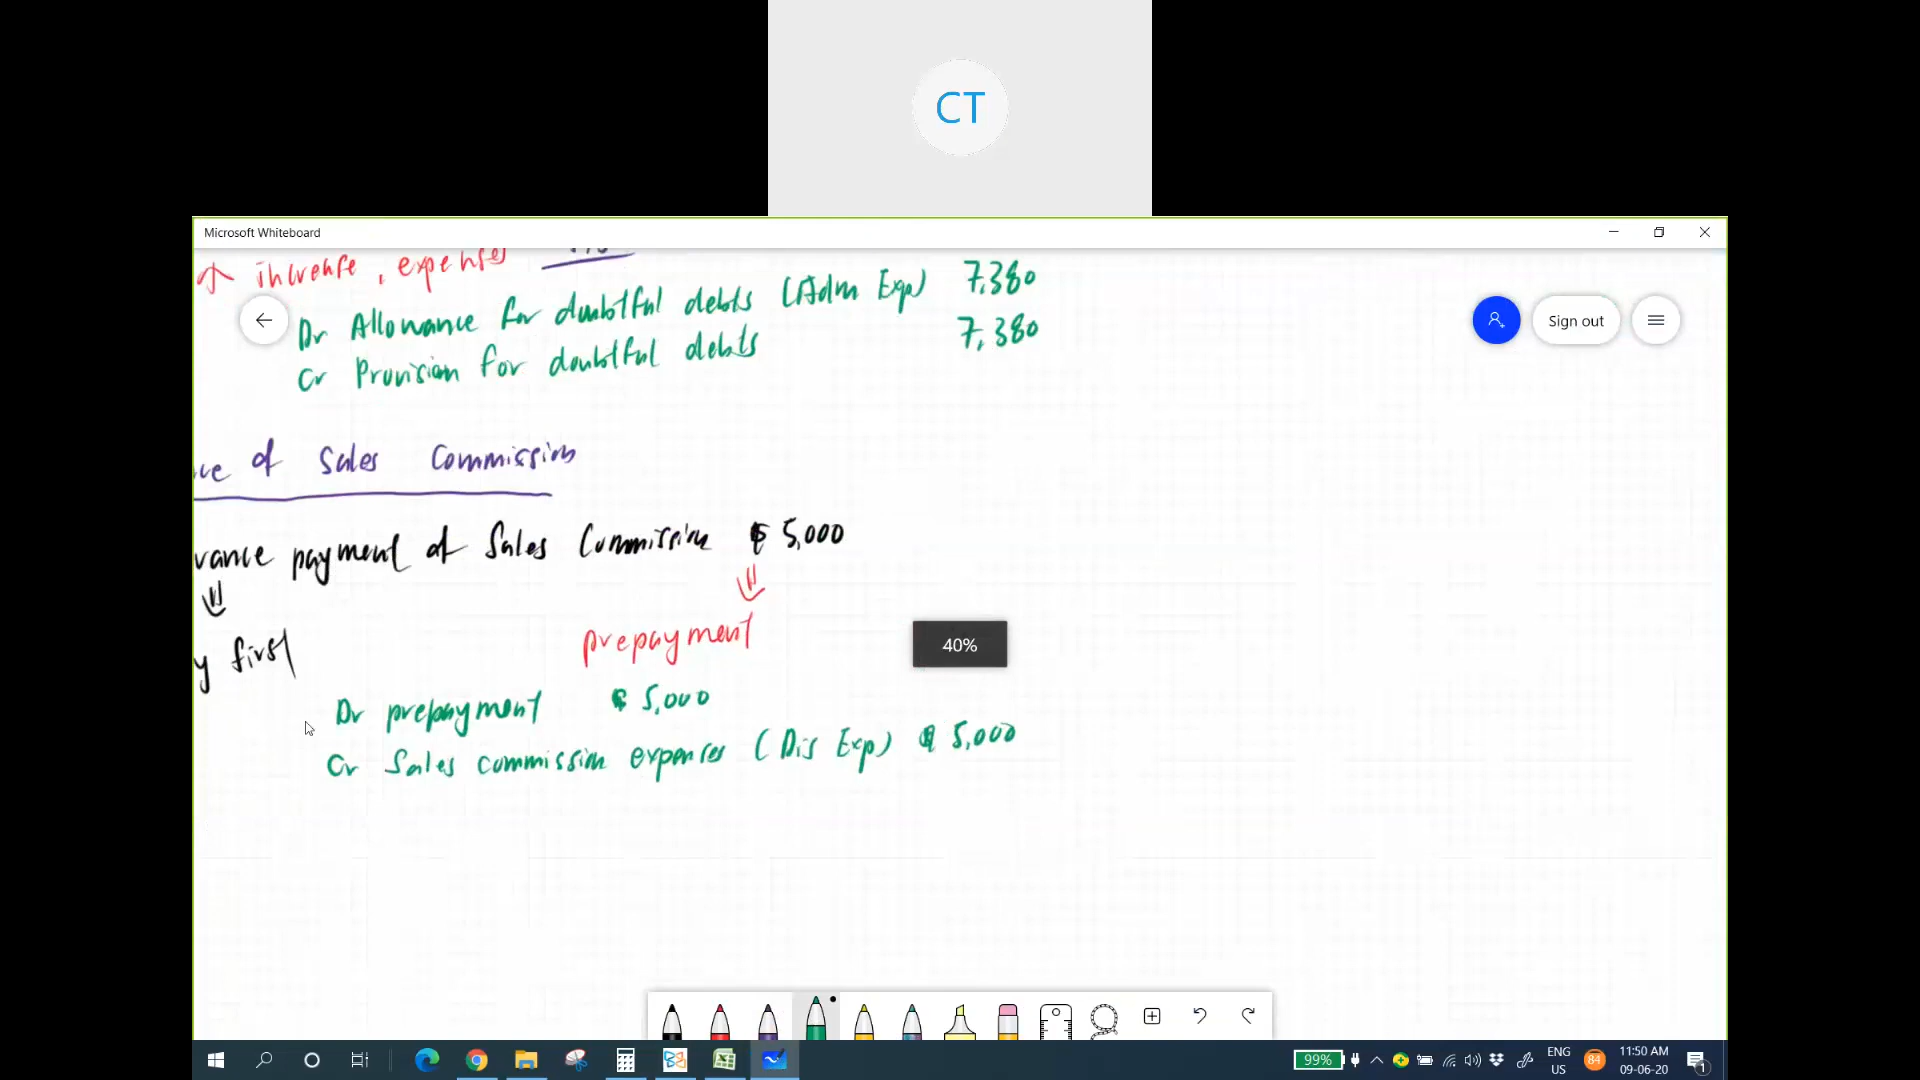 CT
Microsoft Whiteboard
increase, expenses
Dr Allowance for doubtful debts (Adm Exp) 7,380
Cr Provision for doubtful debts 7,380
Sign out
of Sales Commission
vance payment of Sales Commission $ 5,000
prepayment
y first
40%
Dr prepayment $ 5,000
Cr Sales commission expenses (Dis Exp) $ 5,000
99%
ENG
US
84
11:50 AM
09-06-20
1